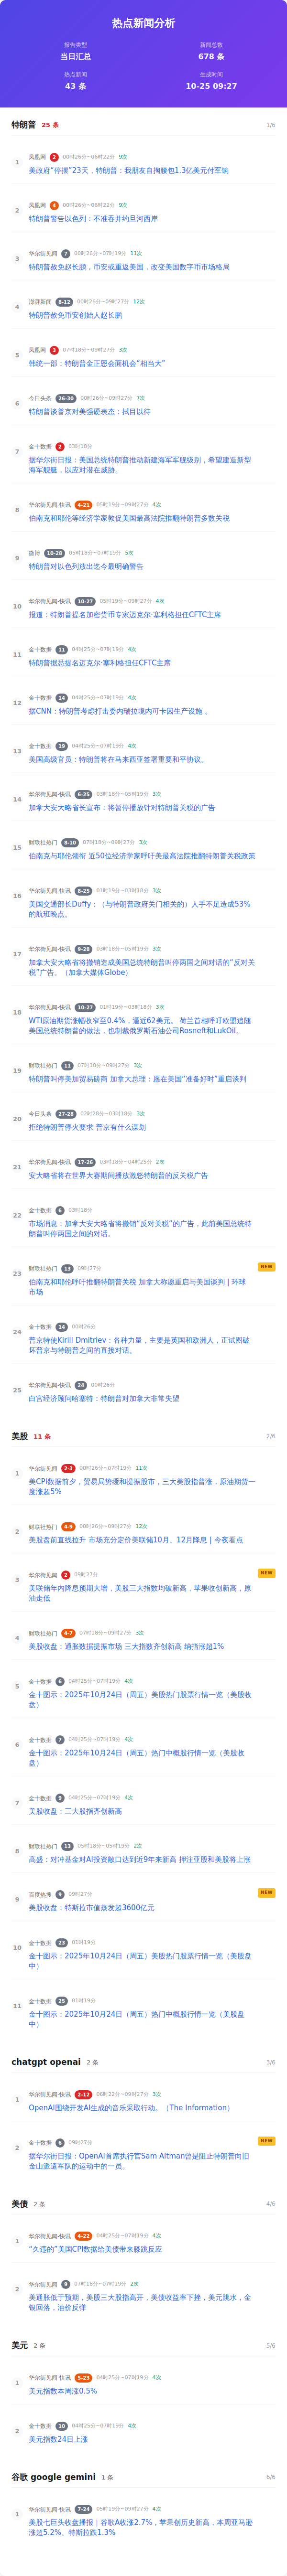 热点新闻分析
报告类型
当日汇总
新闻总数
678 条
热点新闻
43 条
生成时间
10-25 09:27
特朗普 25 条 1/6
1
凤凰网 2 00时26分~06时22分 9次
美政府“停摆”23天，特朗普：我朋友自掏腰包1.3亿美元付军饷
2
凤凰网 4 00时26分~06时22分 9次
特朗普警告以色列：不准吞并约旦河西岸
3
华尔街见闻 7 00时26分~07时19分 11次
特朗普赦免赵长鹏，币安或重返美国，改变美国数字货币市场格局
4
澎湃新闻 8-12 00时26分~09时27分 12次
特朗普赦免币安创始人赵长鹏
5
凤凰网 3 07时19分~09时27分 3次
韩统一部：特朗普金正恩会面机会“相当大”
6
今日头条 26-30 00时26分~09时27分 7次
特朗普谈普京对美强硬表态：拭目以待
7
金十数据 2 03时18分
据华尔街日报：美国总统特朗普推动新建海军军舰级别，希望建造新型
海军舰艇，以应对潜在威胁。
8
华尔街见闻-快讯 4-21 05时19分~09时27分 4次
伯南克和耶伦等经济学家敦促美国最高法院推翻特朗普多数关税
9
微博 10-28 05时18分~07时19分 5次
特朗普对以色列放出迄今最明确警告
10
华尔街见闻-快讯 10-27 05时19分~09时27分 4次
报道：特朗普提名加密货币专家迈克尔·塞利格担任CFTC主席
11
金十数据 11 04时25分~07时19分 4次
特朗普据悉提名迈克尔·塞利格担任CFTC主席
12
金十数据 14 04时25分~07时19分 4次
据CNN：特朗普考虑打击委内瑞拉境内可卡因生产设施，
13
金十数据 19 04时25分~07时19分 4次
美国高级官员：特朗普将在马来西亚签署重要和平协议。
14
华尔街见闻-快讯 6-25 03时18分~05时19分 3次
加拿大安大略省长宣布：将暂停播放针对特朗普关税的广告
15
财联社热门 8-10 07时18分~09时27分 3次
伯南克与耶伦领衔 近50位经济学家呼吁美最高法院推翻特朗普关税政策
16
华尔街见闻-快讯 8-25 01时19分~03时18分 3次
美国交通部长Duffy：（与特朗普政府关门相关的）人手不足造成53%
的航班晚点。
17
华尔街见闻-快讯 9-28 03时18分~05时19分 3次
加拿大安大略省将撤销造成美国总统特朗普叫停两国之间对话的“反对关
税”广告。（加拿大媒体Globe）
18
华尔街见闻-快讯 10-27 01时19分~03时18分 3次
WTI原油期货涨幅收窄至0.4%，逼近62美元。 荷兰首相呼吁欧盟追随
美国总统特朗普的做法，也制裁俄罗斯石油公司Rosneft和LukOil。
19
财联社热门 11 07时18分~09时27分 3次
特朗普叫停美加贸易磋商 加拿大总理：愿在美国“准备好时”重启谈判
20
今日头条 27-28 02时28分~03时18分 3次
拒绝特朗普停火要求 普京有什么谋划
21
华尔街见闻-快讯 17-26 03时18分~04时25分 2次
安大略省将在世界大赛期间播放激怒特朗普的反关税广告
22
金十数据 6 03时18分
市场消息：加拿大安大略省将撤销“反对关税”的广告，此前美国总统特
朗普叫停两国之间的对话。
23
财联社热门 13 09时27分 NEW
伯南克和耶伦呼吁推翻特朗普关税 加拿大称愿重启与美国谈判 | 环球
市场
24
金十数据 14 00时26分
普京特使Kirill Dmitriev：各种力量，主要是英国和欧洲人，正试图破
坏普京与特朗普之间的直接对话。
25
华尔街见闻-快讯 24 00时26分
白宫经济顾问哈塞特：特朗普对加拿大非常失望
美股 11 条 2/6
1
华尔街见闻 2-3 00时26分~07时19分 11次
美CPI数据前夕，贸易局势缓和提振股市，三大美股指普涨，原油期货一
度涨超5%
2
财联社热门 4-9 00时26分~09时27分 12次
美股盘前直线拉升 市场充分定价美联储10月、12月降息 | 今夜看点
3
华尔街见闻 2 09时27分 NEW
美联储年内降息预期大增，美股三大指数均破新高，苹果收创新高，原
油走低
4
财联社热门 4-7 07时18分~09时27分 3次
美股收盘：通胀数据提振市场 三大指数齐创新高 纳指涨超1%
5
金十数据 6 04时25分~07时19分 4次
金十图示：2025年10月24日（周五）美股热门股票行情一览（美股收
盘）
6
金十数据 7 04时25分~07时19分 4次
金十图示：2025年10月24日（周五）热门中概股行情一览（美股收
盘）
7
金十数据 9 04时25分~07时19分 4次
美股收盘：三大股指齐创新高
8
财联社热门 13 05时18分~05时19分 2次
高盛：对冲基金对AI投资敞口达到近9年来新高 押注亚股和美股将上涨
9
百度热搜 9 09时27分 NEW
美股收盘：特斯拉市值蒸发超3600亿元
10
金十数据 23 01时19分
金十图示：2025年10月24日（周五）美股热门股票行情一览（美股盘
中）
11
金十数据 25 01时19分
金十图示：2025年10月24日（周五）热门中概股行情一览（美股盘
中）
chatgpt openai 2 条 3/6
1
华尔街见闻-快讯 2-12 06时22分~09时27分 3次
OpenAI围绕开发AI生成的音乐采取行动。（The Information）
2
金十数据 6 09时27分 NEW
据华尔街日报：OpenAI首席执行官Sam Altman曾是阻止特朗普向旧
金山派遣军队的运动中的一员。
美债 2 条 4/6
1
华尔街见闻-快讯 4-22 04时25分~07时19分 4次
“久违的”美国CPI数据给美债带来膝跳反应
2
华尔街见闻 9 07时18分~07时19分 2次
美通胀低于预期，美股三大股指高开，美债收益率下挫，美元跳水，金
银回落，油价反弹
美元 2 条 5/6
1
华尔街见闻-快讯 5-23 04时25分~07时19分 4次
美元指数本周涨0.5%
2
金十数据 10 04时25分~07时19分 4次
美元指数24日上涨
谷歌 google gemini 1 条 6/6
1
华尔街见闻-快讯 7-24 05时19分~09时27分 4次
美股七巨头收盘播报｜谷歌A收涨2.7%，苹果创历史新高，本周亚马逊
涨超5.2%、特斯拉跌1.3%